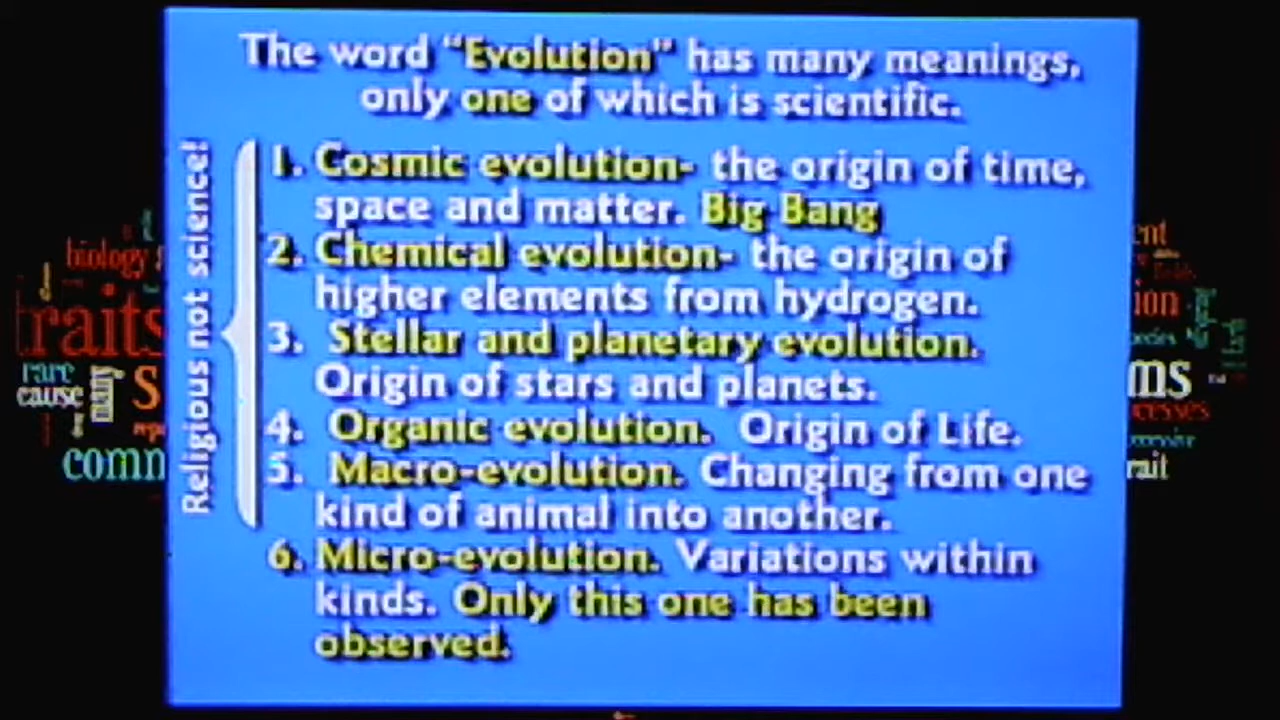 The word “Evolution” has many meanings,
only one of which is scientific.
Religious not science!
1. Cosmic evolution- the origin of time,
space and matter. Big Bang
2. Chemical evolution- the origin of
higher elements from hydrogen.
3. Stellar and planetary evolution.
Origin of stars and planets.
4. Organic evolution. Origin of Life.
5. Macro-evolution. Changing from one
kind of animal into another.
6. Micro-evolution. Variations within
kinds. Only this one has been
observed.
biology
traits
rare
cause
many
s
comm
ent
ion
ms
rait